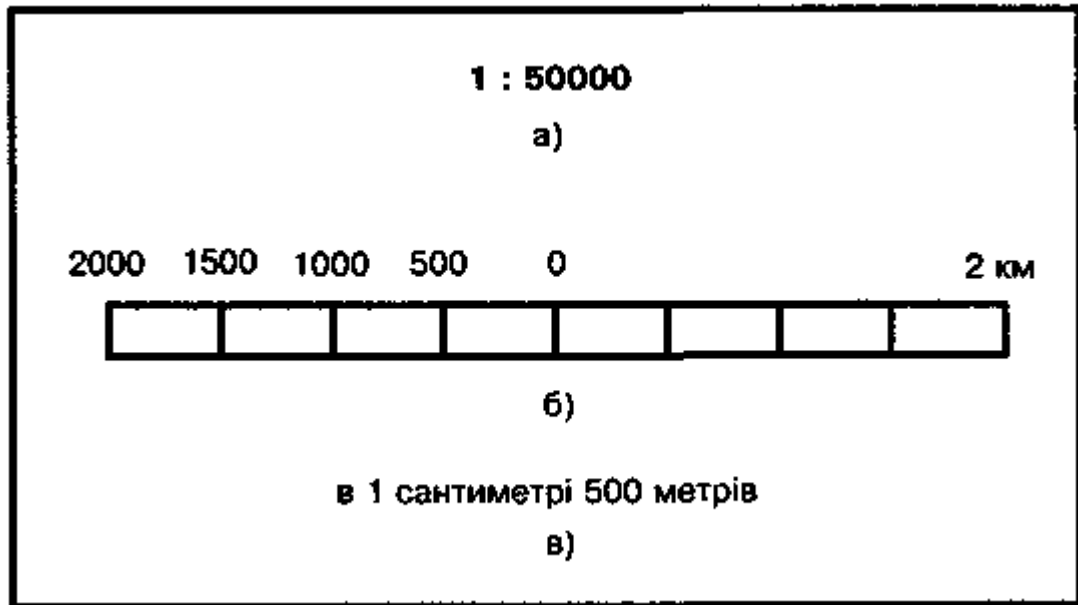 1 : 50000
а)
2000 1500 1000 500 0 2 км
б)
в 1 сантиметрі 500 метрів
в)